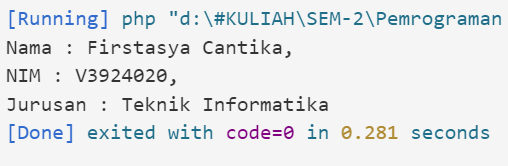 [Running] php "d:\#KULIAH\SEM-2\Pemrograman
Nama : Firstasya Cantika,
NIM : V3924020,
Jurusan : Teknik Informatika
[Done] exited with code=0 in 0.281 seconds